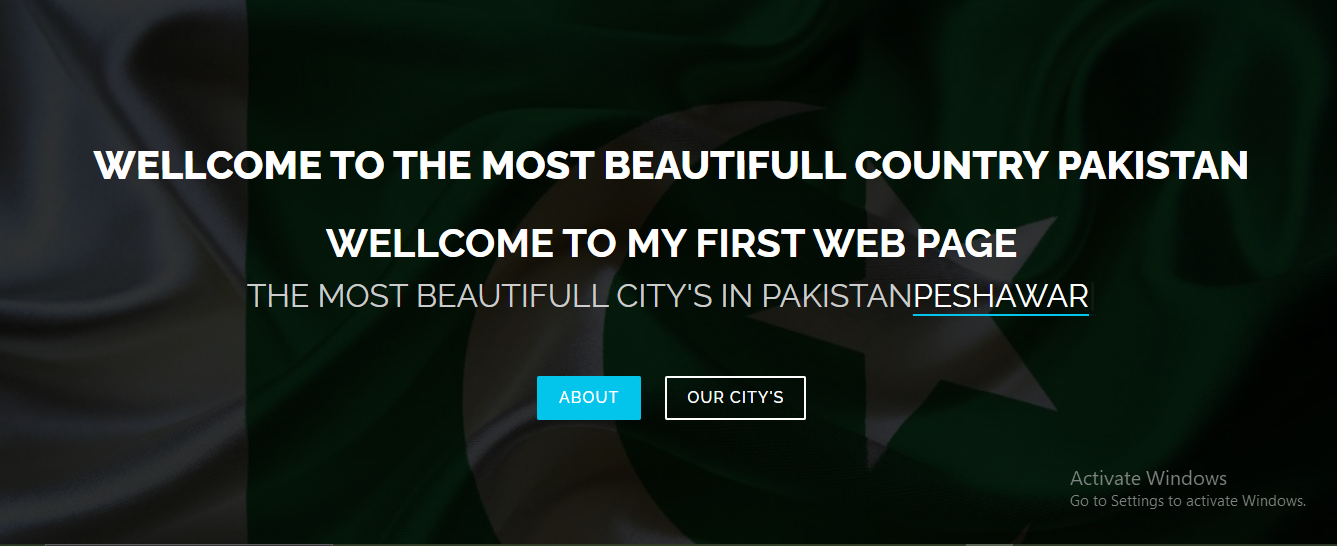 WELLCOME TO THE MOST BEAUTIFULL COUNTRY PAKISTAN
WELLCOME TO MY FIRST WEB PAGE
THE MOST BEAUTIFULL CITY'S IN PAKISTANPESHAWAR
ABOUT OUR CITY'S
Activate Windows
Go to Settings to activate Windows.